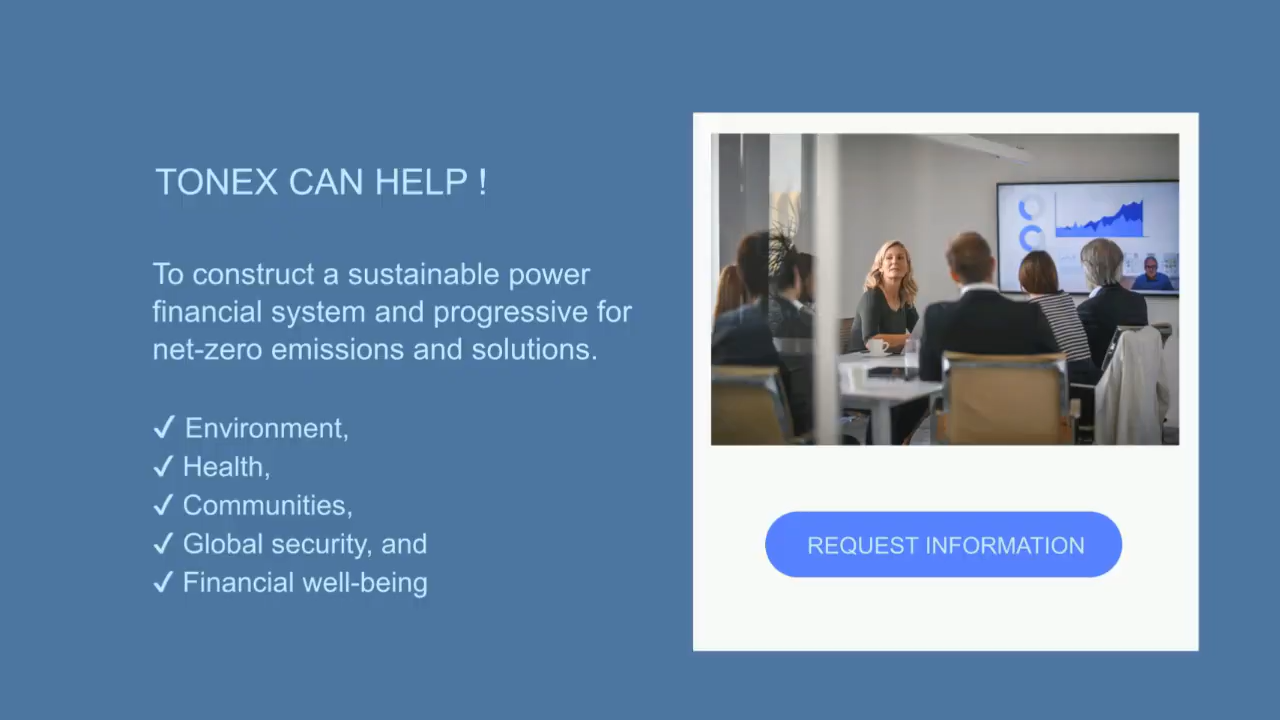 TONEX CAN HELP !
To construct a sustainable power
financial system and progressive for
net-zero emissions and solutions.
✓ Environment,
✓ Health,
✓ Communities,
✓ Global security, and
✓ Financial well-being
REQUEST INFORMATION